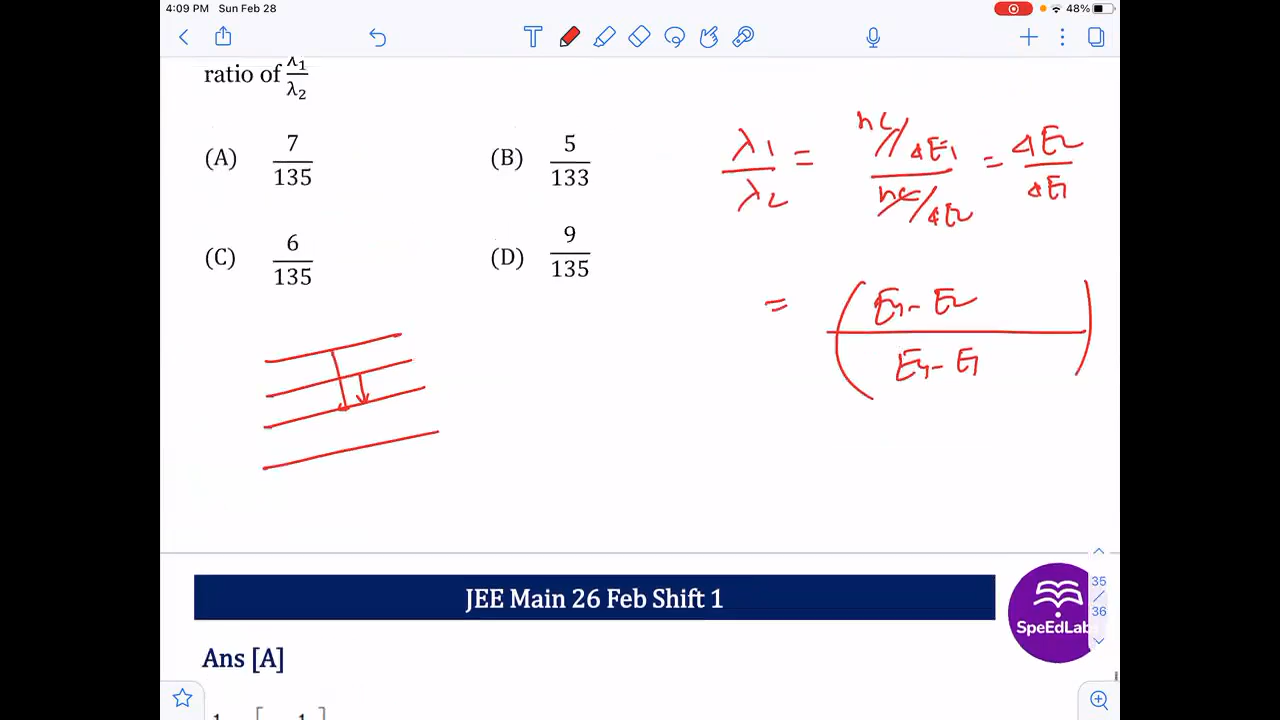 4:09 PM Sun Feb 28
48%
ratio of λ₁/λ₂
(A) 7/135
(B) 5/133
(C) 6/135
(D) 9/135
λ1/λ2 = (hc/ΔE1)/(hc/ΔE2) = ΔE2/ΔE1
= (E4-E2 / E4-E1)
35
/
36
JEE Main 26 Feb Shift 1
SpeEdLabs
Ans [A]